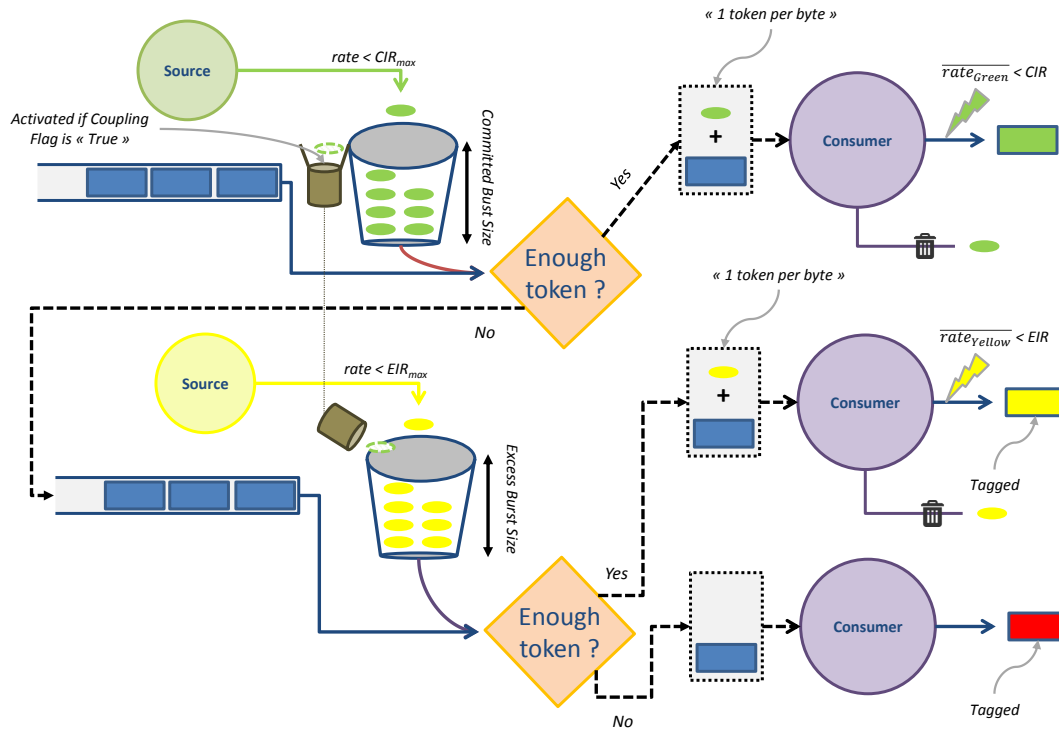 « 1 token per byte »
rate < CIRmax
Source
Activated if Coupling
Flag is « True »
Committed Bust Size
Yes
+
Consumer
rateGreen < CIR
Enough
token ?
« 1 token per byte »
No
rate < EIRmax
Source
+
Consumer
rateYellow < EIR
Excess Burst Size
Tagged
Yes
Enough
token ?
Consumer
No
Tagged